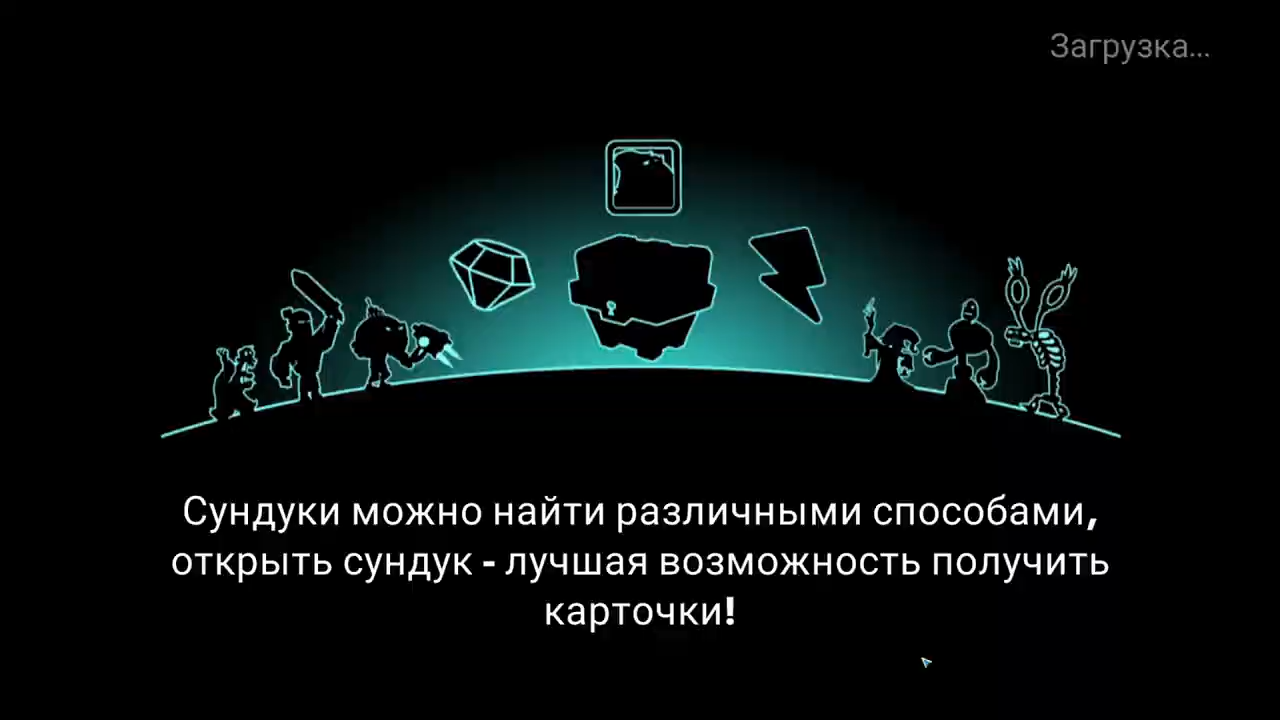 Загрузка...
Сундуки можно найти различными способами,
открыть сундук - лучшая возможность получить
карточки!